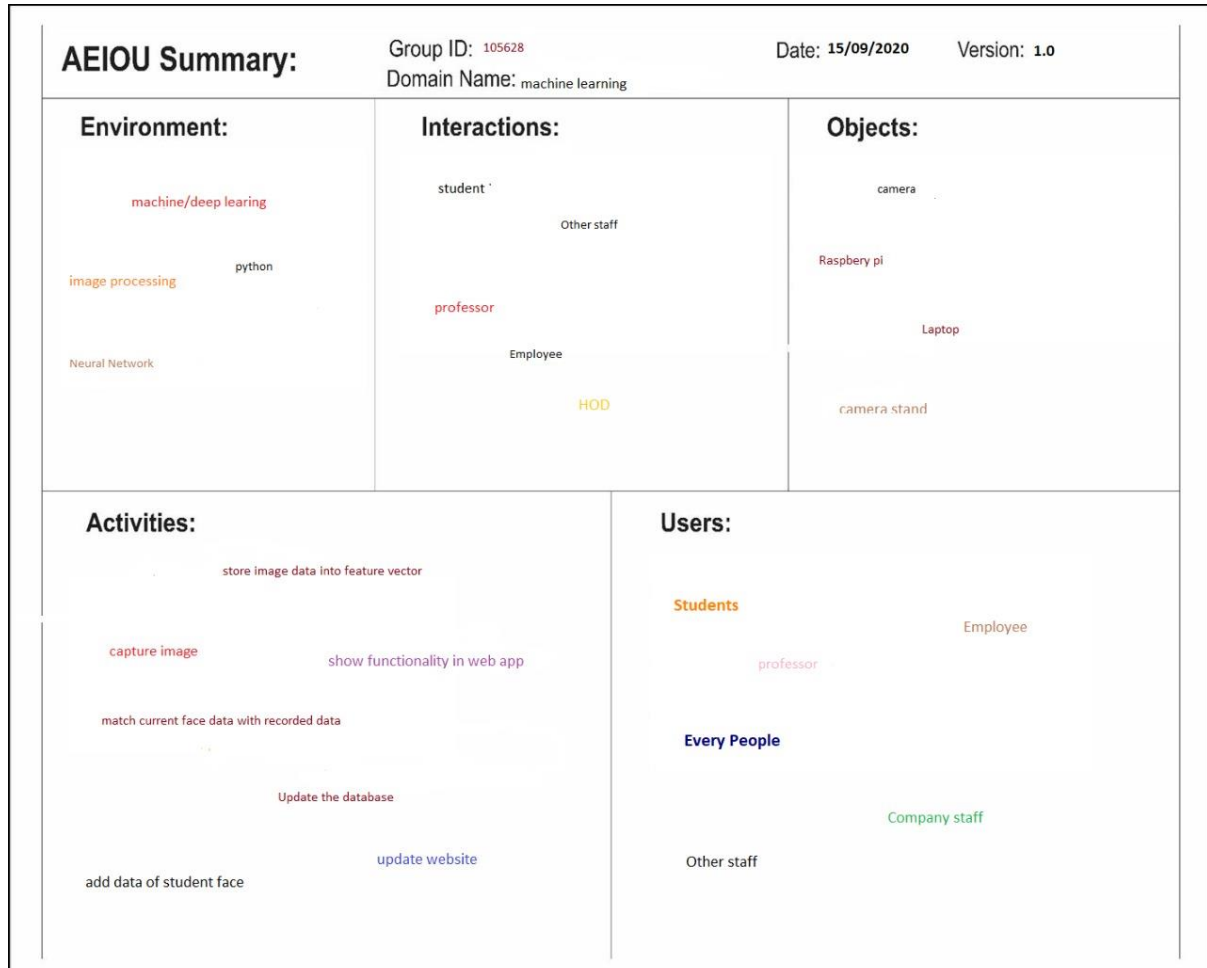 AEIOU Summary:
Group ID: 105628
Date: 15/09/2020
Version: 1.0
Domain Name: machine learning
Environment:
machine/deep learing
python
image processing
Neural Network
Interactions:
student
Other staff
professor
Employee
HOD
Objects:
camera
Raspbery pi
Laptop
camera stand
Activities:
store image data into feature vector
capture image
show functionality in web app
match current face data with recorded data
Update the database
update website
add data of student face
Users:
Students
Employee
professor
Every People
Company staff
Other staff